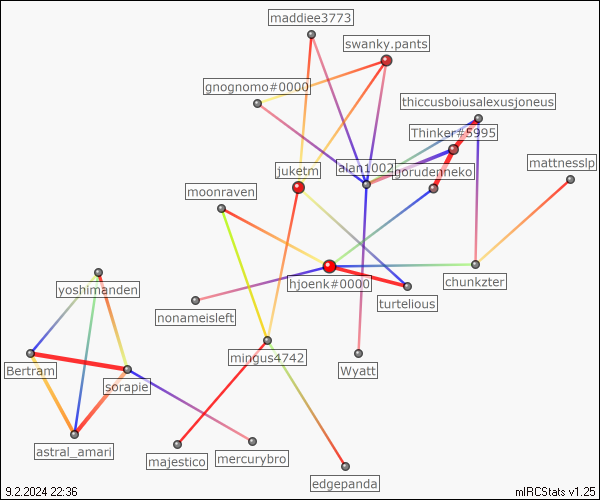 maddiee3773
swanky.pants
gnognomo#0000
thiccusboiusalexusjoneus
Thinker#5995
mattnesslp
juketm
alan1002
gorudenneko
moonraven
yoshimanden
hjoenk#0000
chunkzter
turtelious
nonameisleft
mingus4742
Wyatt
Bertram
sorapie
astral_amari
majestico
mercurybro
edgepanda
9.2.2024 22:36
mIRCStats v1.25